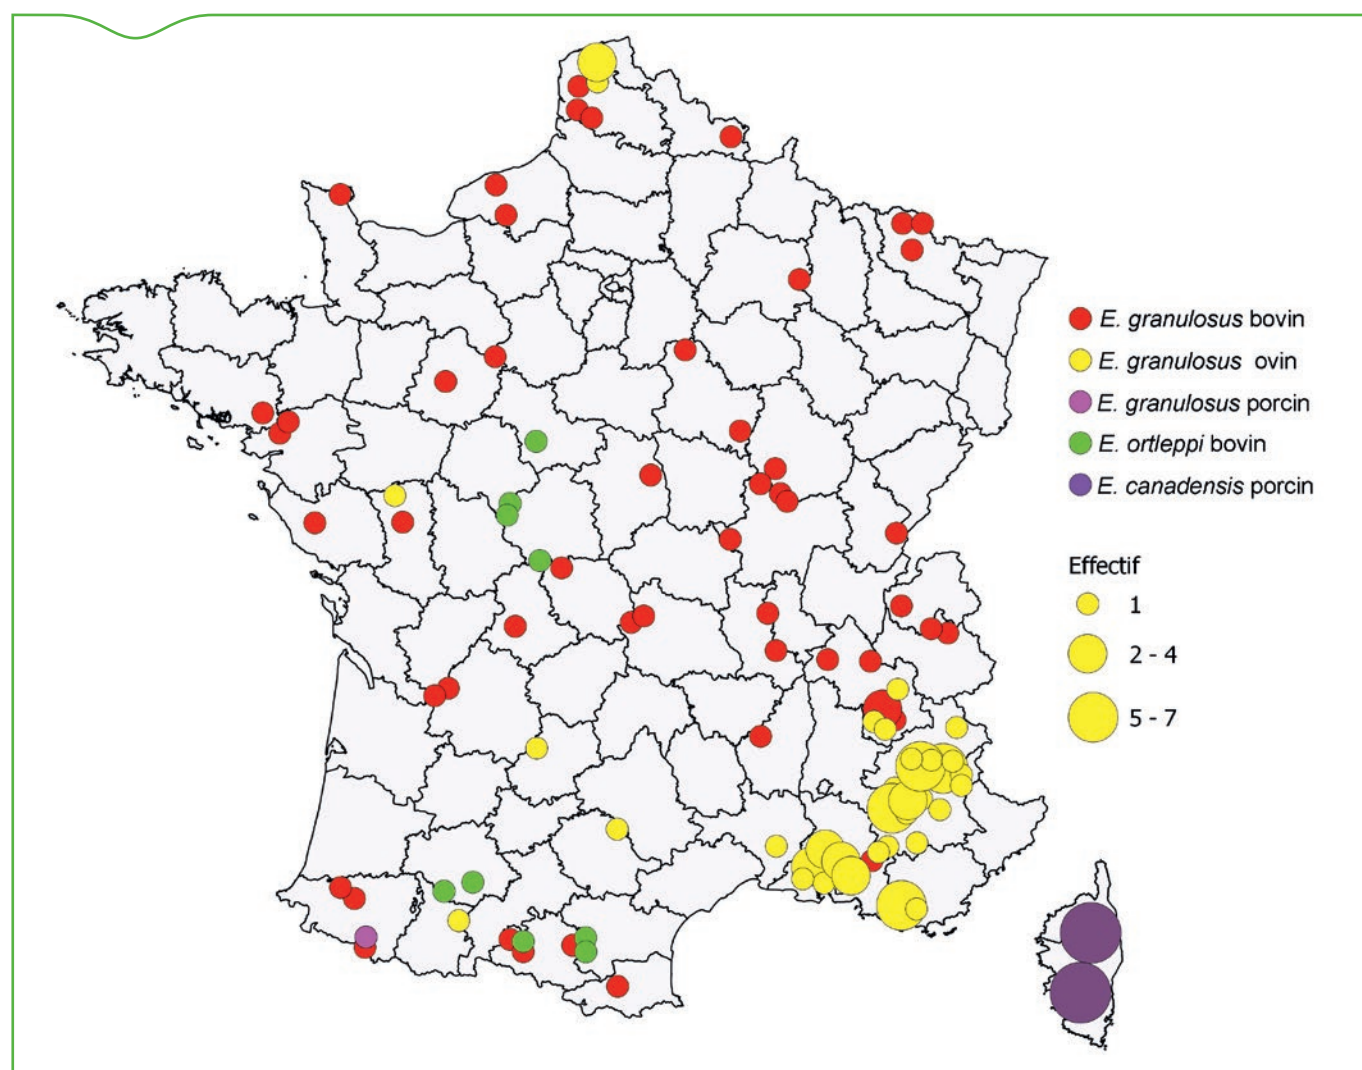 E. granulosus bovin
E. granulosus ovin
E. granulosus porcin
E. ortleppi bovin
E. canadensis porcin
Effectif
1
2 - 4
5 - 7